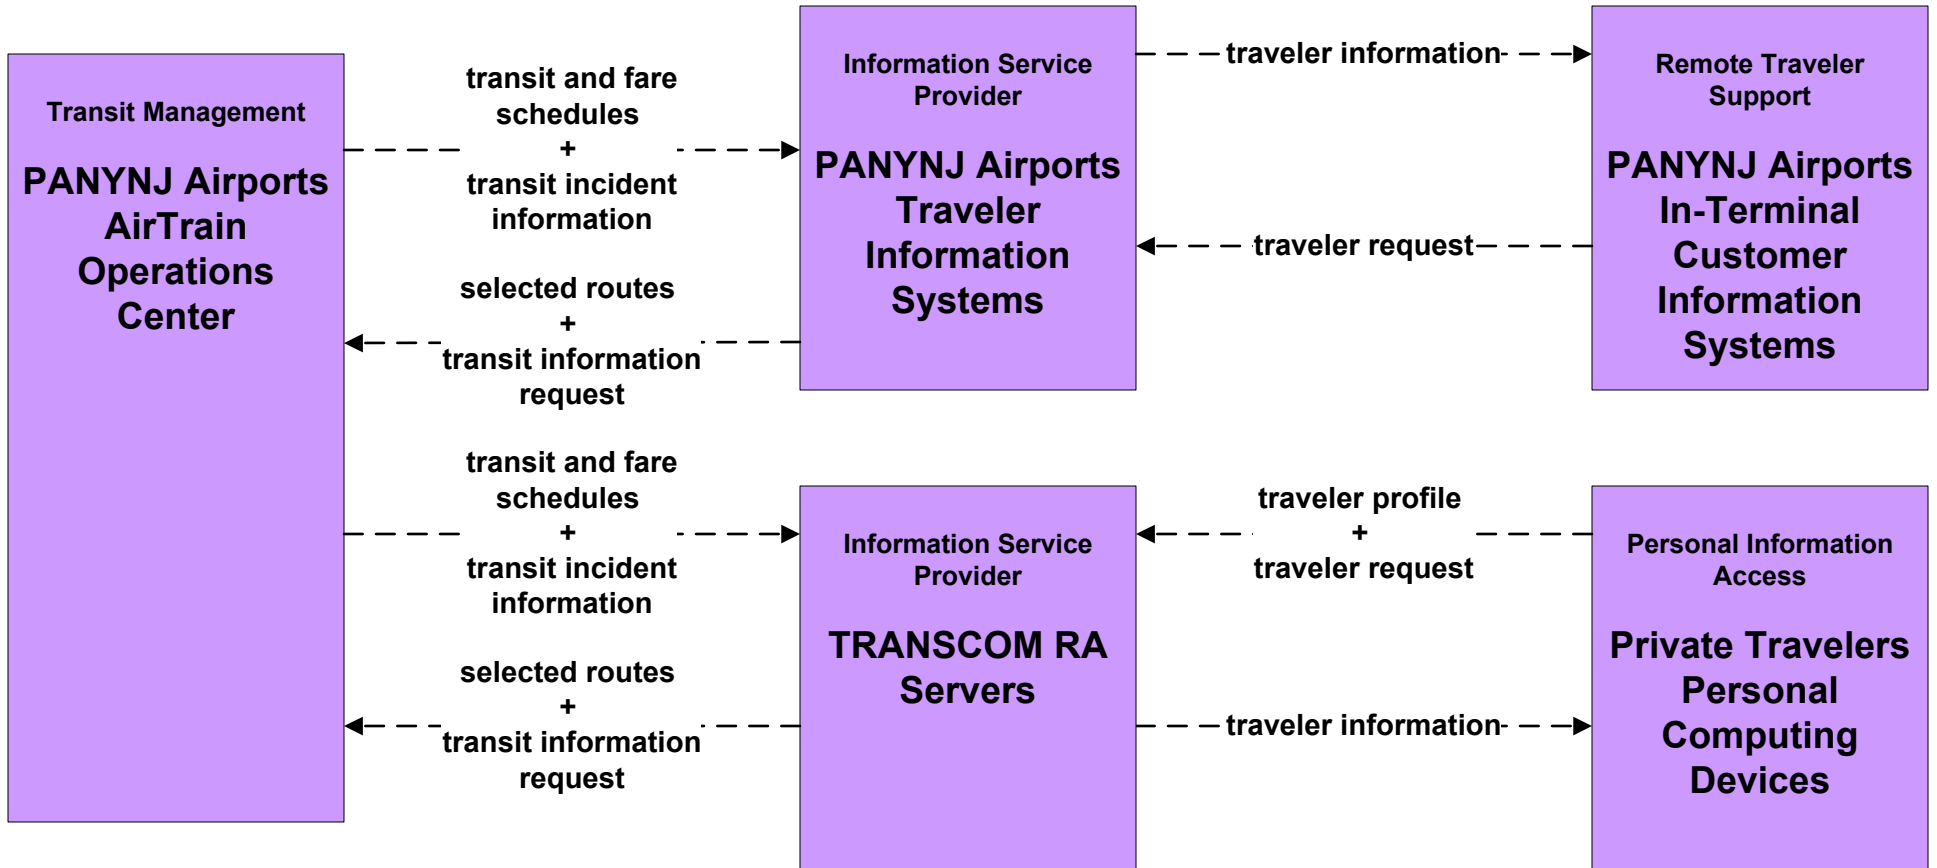 Transit Management
PANYNJ Airports
AirTrain
Operations
Center
transit and fare
schedules
+
transit incident
information
selected routes
+
transit information
request
transit and fare
schedules
+
transit incident
information
selected routes
+
transit information
request
Information Service
Provider
PANYNJ Airports
Traveler
Information
Systems
traveler information
traveler request
Remote Traveler
Support
PANYNJ Airports
In-Terminal
Customer
Information
Systems
Information Service
Provider
TRANSCOM RA
Servers
traveler profile
+
traveler request
traveler information
Personal Information
Access
Private Travelers
Personal
Computing
Devices